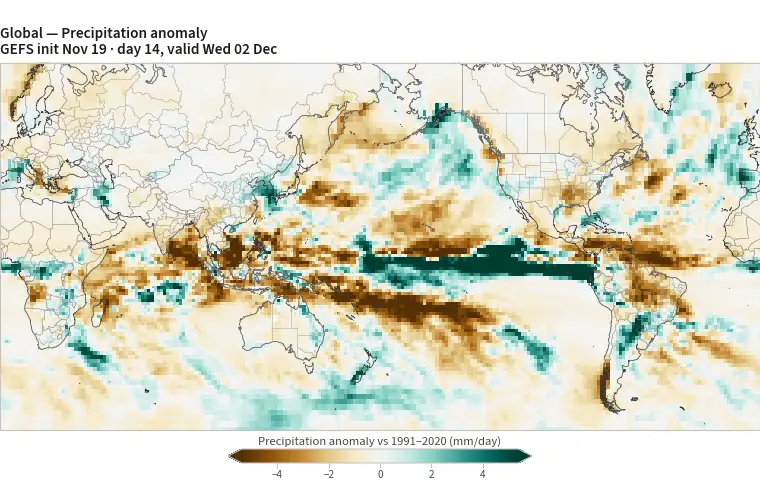 Global — Precipitation anomaly
GEFS init Nov 19 · day 14, valid Wed 02 Dec
Precipitation anomaly vs 1991–2020 (mm/day)
−4 −2 0 2 4